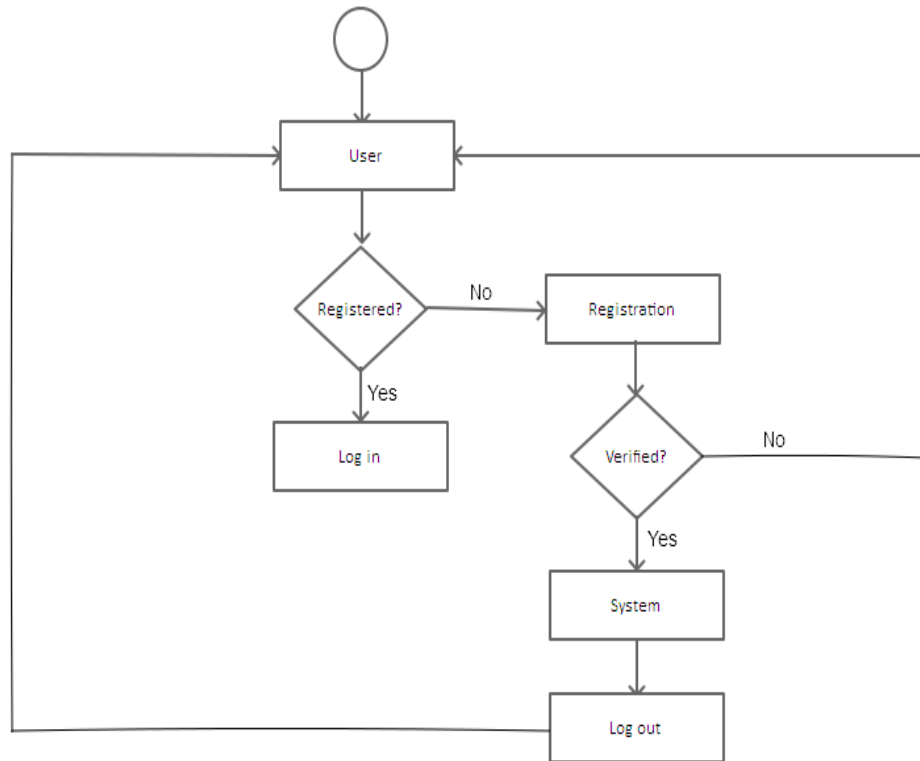 User
Registered?
No
Registration
Yes
Log in
Verified?
No
Yes
System
Log out